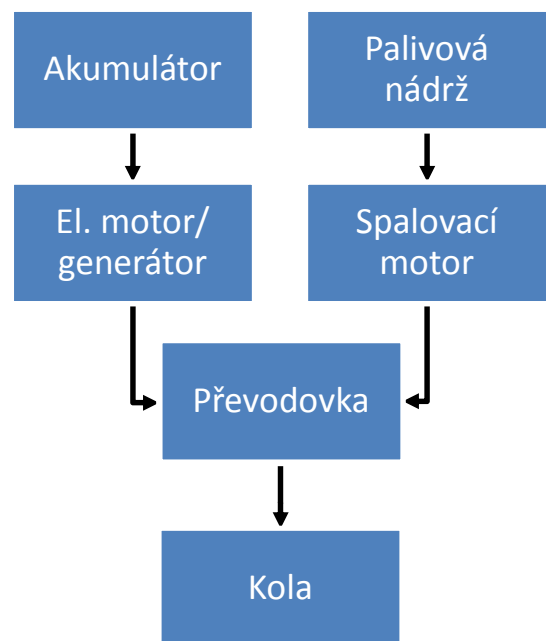 Akumulátor
Palivová
nádrž
El. motor/
generátor
Spalovací
motor
Převodovka
Kola